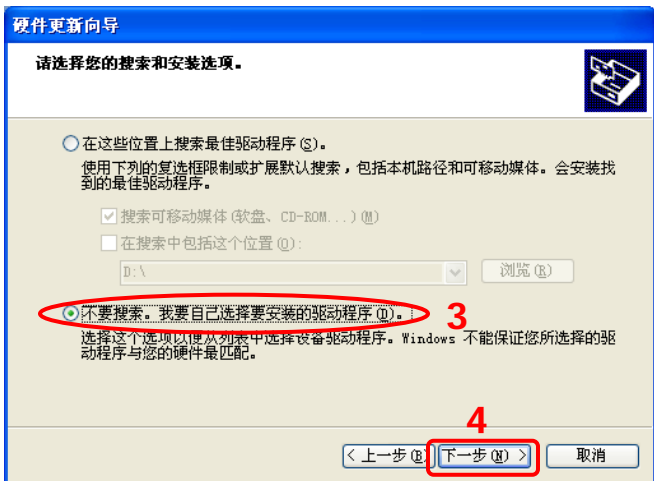 硬件更新向导
请选择您的搜索和安装选项。
在这些位置上搜索最佳驱动程序(S)。
使用下列的复选框限制或扩展默认搜索，包括本机路径和可移动媒体。会安装找
到的最佳驱动程序。
搜索可移动媒体(软盘、CD-ROM...)(M)
在搜索中包括这个位置(O):
D:\
浏览(R)
不要搜索。我要自己选择要安装的驱动程序(D)。
3
选择这个选项以便从列表中选择设备驱动程序。Windows 不能保证您所选择的驱
动程序与您的硬件最匹配。
4
< 上一步(B)
下一步(N) >
取消